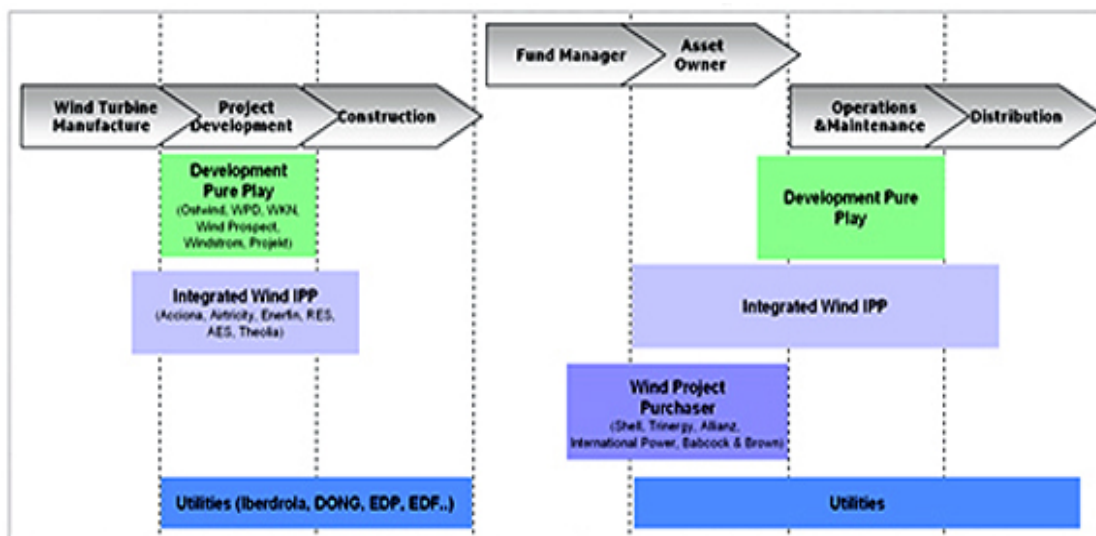 Fund Manager
Asset
Owner
Wind Turbine
Manufacture
Project
Development
Construction
Operations
&Maintenance
Distribution
Development
Pure Play
(Ostwind, WPD, WKN,
Wind Prospect,
Windstrom, Projekt)
Development Pure
Play
Integrated Wind IPP
(Acciona, Airtricity, Enerfin, RES,
AES, Theolia)
Integrated Wind IPP
Wind Project
Purchaser
(Shell, Trinergy, Allianz,
International Power, Babcock & Brown)
Utilities (Iberdrola, DONG, EDP, EDF..)
Utilities